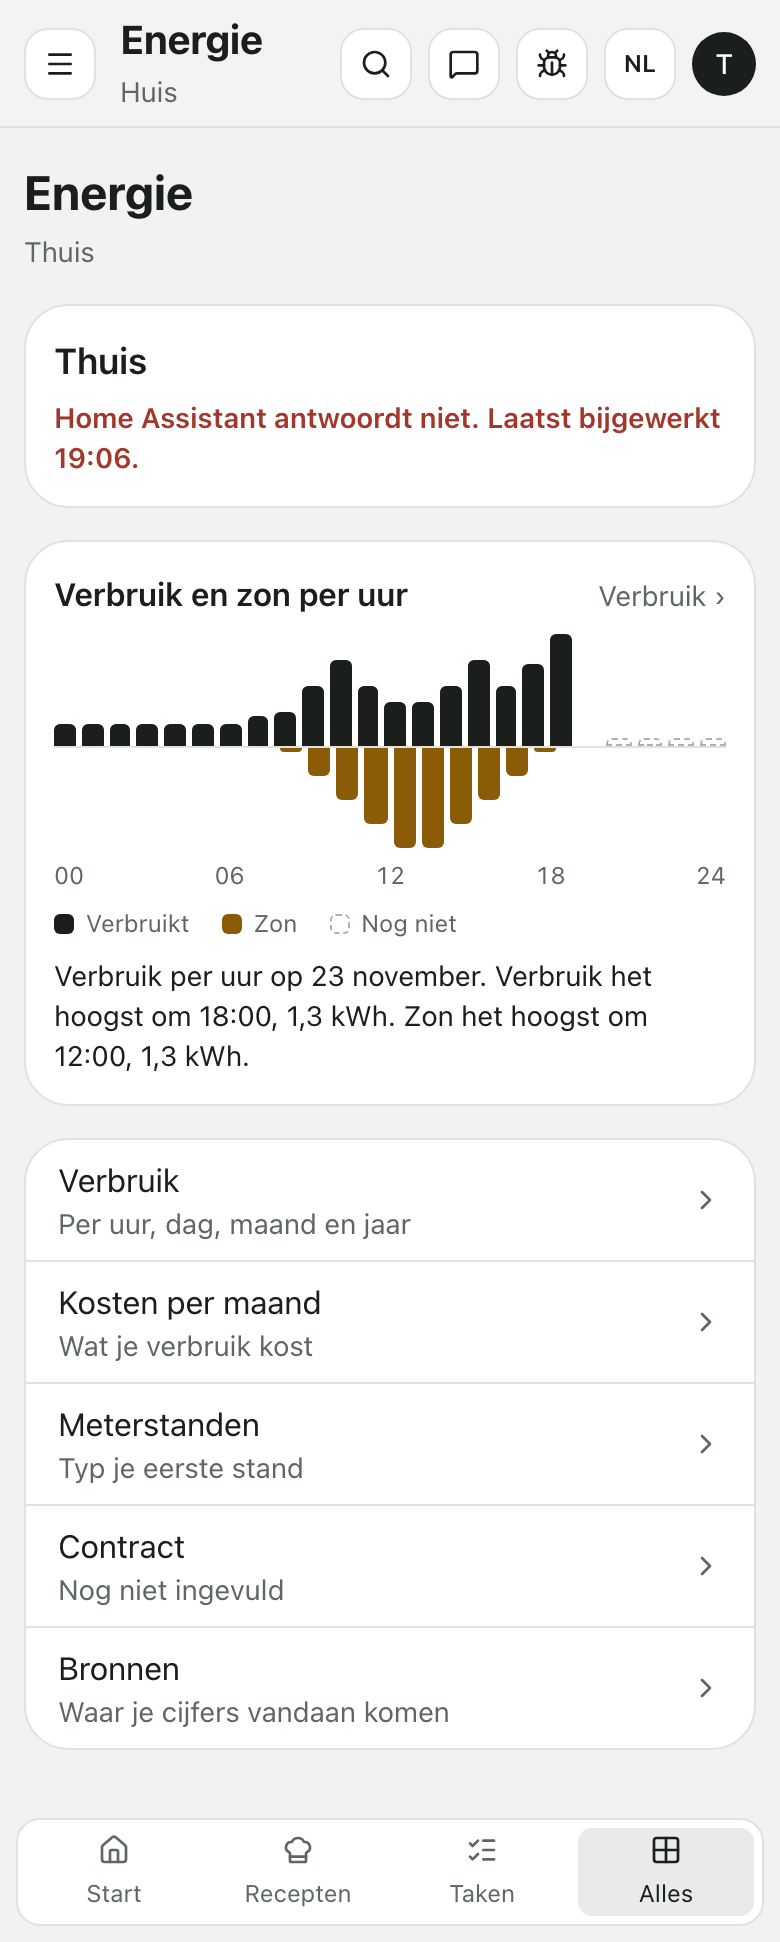 Energie
Huis
NL
T
Energie
Thuis
Thuis
Home Assistant antwoordt niet. Laatst bijgewerkt
19:06.
Verbruik en zon per uur
Verbruik ›
00 06 12 18 24
Verbruikt Zon Nog niet
Verbruik per uur op 23 november. Verbruik het
hoogst om 18:00, 1,3 kWh. Zon het hoogst om
12:00, 1,3 kWh.
Verbruik
Per uur, dag, maand en jaar
Kosten per maand
Wat je verbruik kost
Meterstanden
Typ je eerste stand
Contract
Nog niet ingevuld
Bronnen
Waar je cijfers vandaan komen
Start Recepten Taken Alles